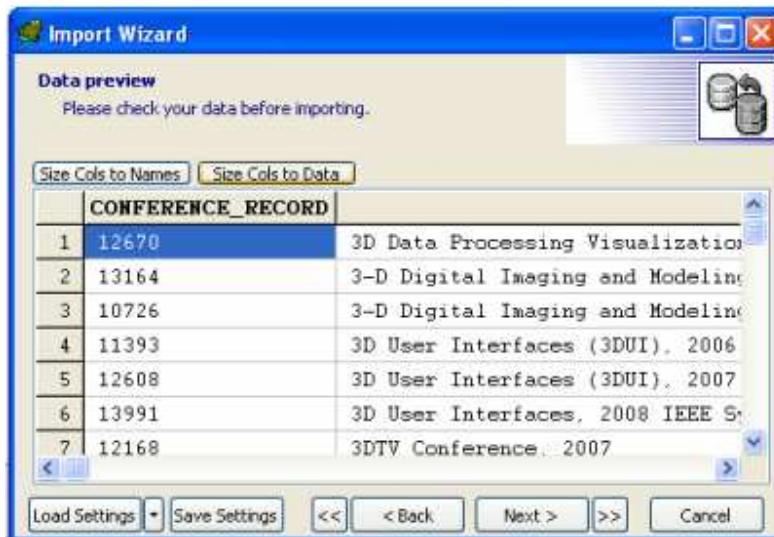 Import Wizard
Data preview
Please check your data before importing.
Size Cols to Names Size Cols to Data
CONFERENCE_RECORD
1 12670 3D Data Processing Visualization
2 13164 3-D Digital Imaging and Modeling
3 10726 3-D Digital Imaging and Modeling
4 11393 3D User Interfaces (3DUI), 2006
5 12608 3D User Interfaces (3DUI), 2007
6 13991 3D User Interfaces, 2008 IEEE Sy
7 12168 3DTV Conference, 2007
Load Settings Save Settings << < Back Next > >> Cancel